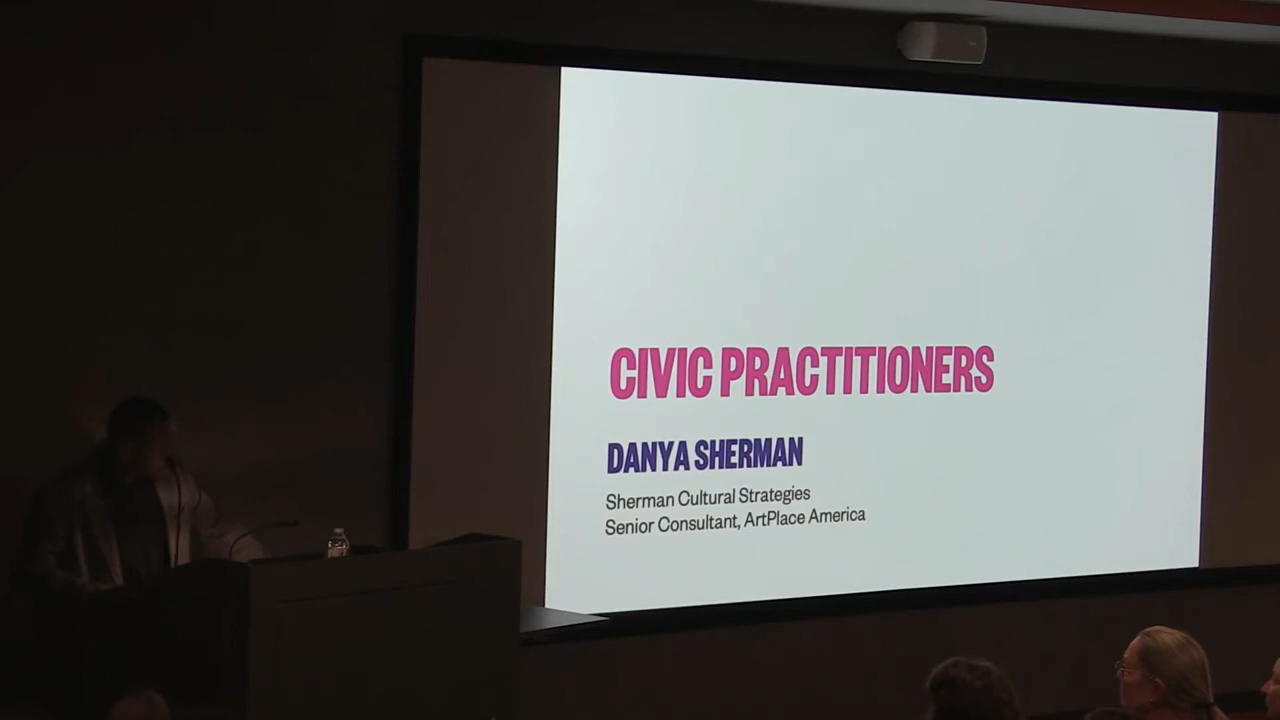 CIVIC PRACTITIONERS
DANYA SHERMAN
Sherman Cultural Strategies
Senior Consultant, ArtPlace America